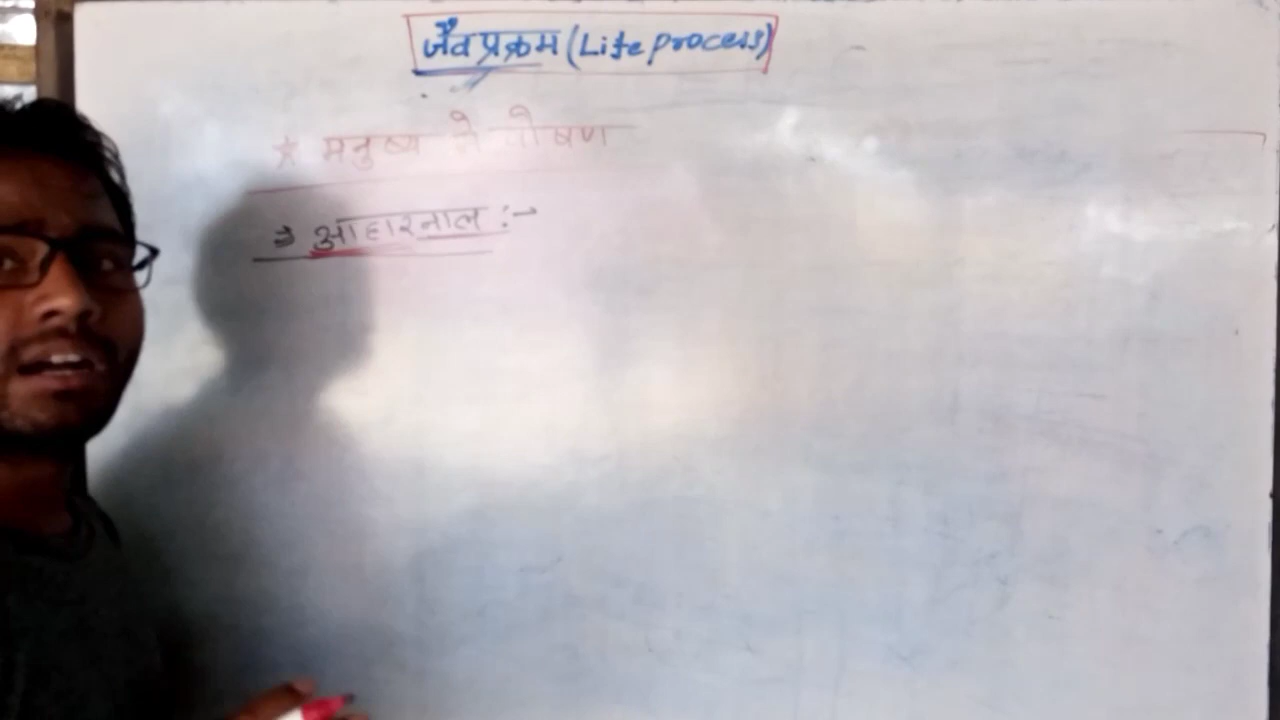 जैव प्रक्रम (Life process)
☆ मनुष्य मे पोषण
⇒ आहारनाल :-